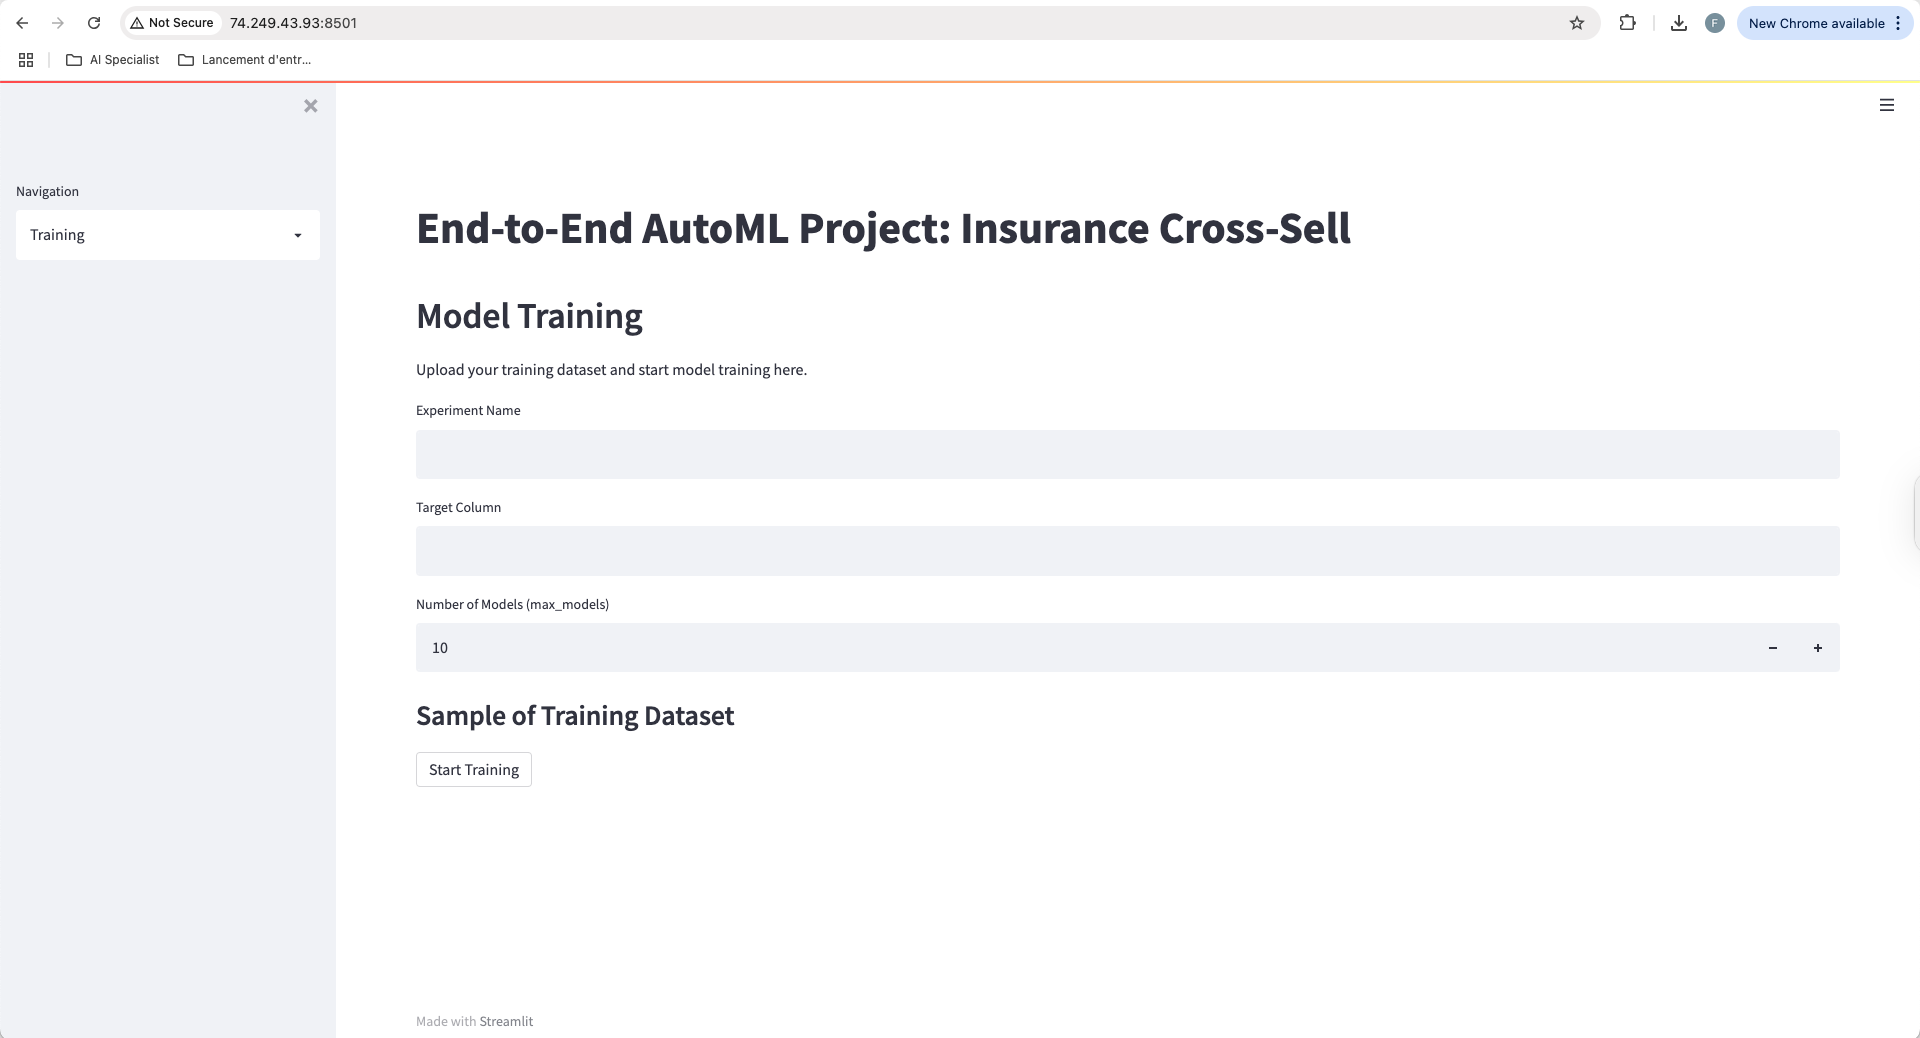 Not Secure 74.249.43.93:8501 F New Chrome available
AI Specialist Lancement d'entr...
Navigation
Training
End-to-End AutoML Project: Insurance Cross-Sell
Model Training
Upload your training dataset and start model training here.
Experiment Name
Target Column
Number of Models (max_models)
10 − +
Sample of Training Dataset
Start Training
Made with Streamlit